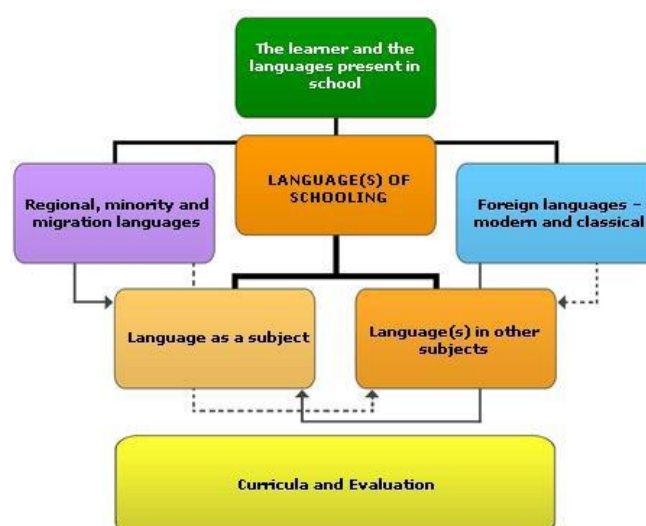 The learner and the
languages present in
school
Regional, minority and
migration languages
LANGUAGE(S) OF
SCHOOLING
Foreign languages –
modern and classical
Language as a subject
Language(s) in other
subjects
Curricula and Evaluation